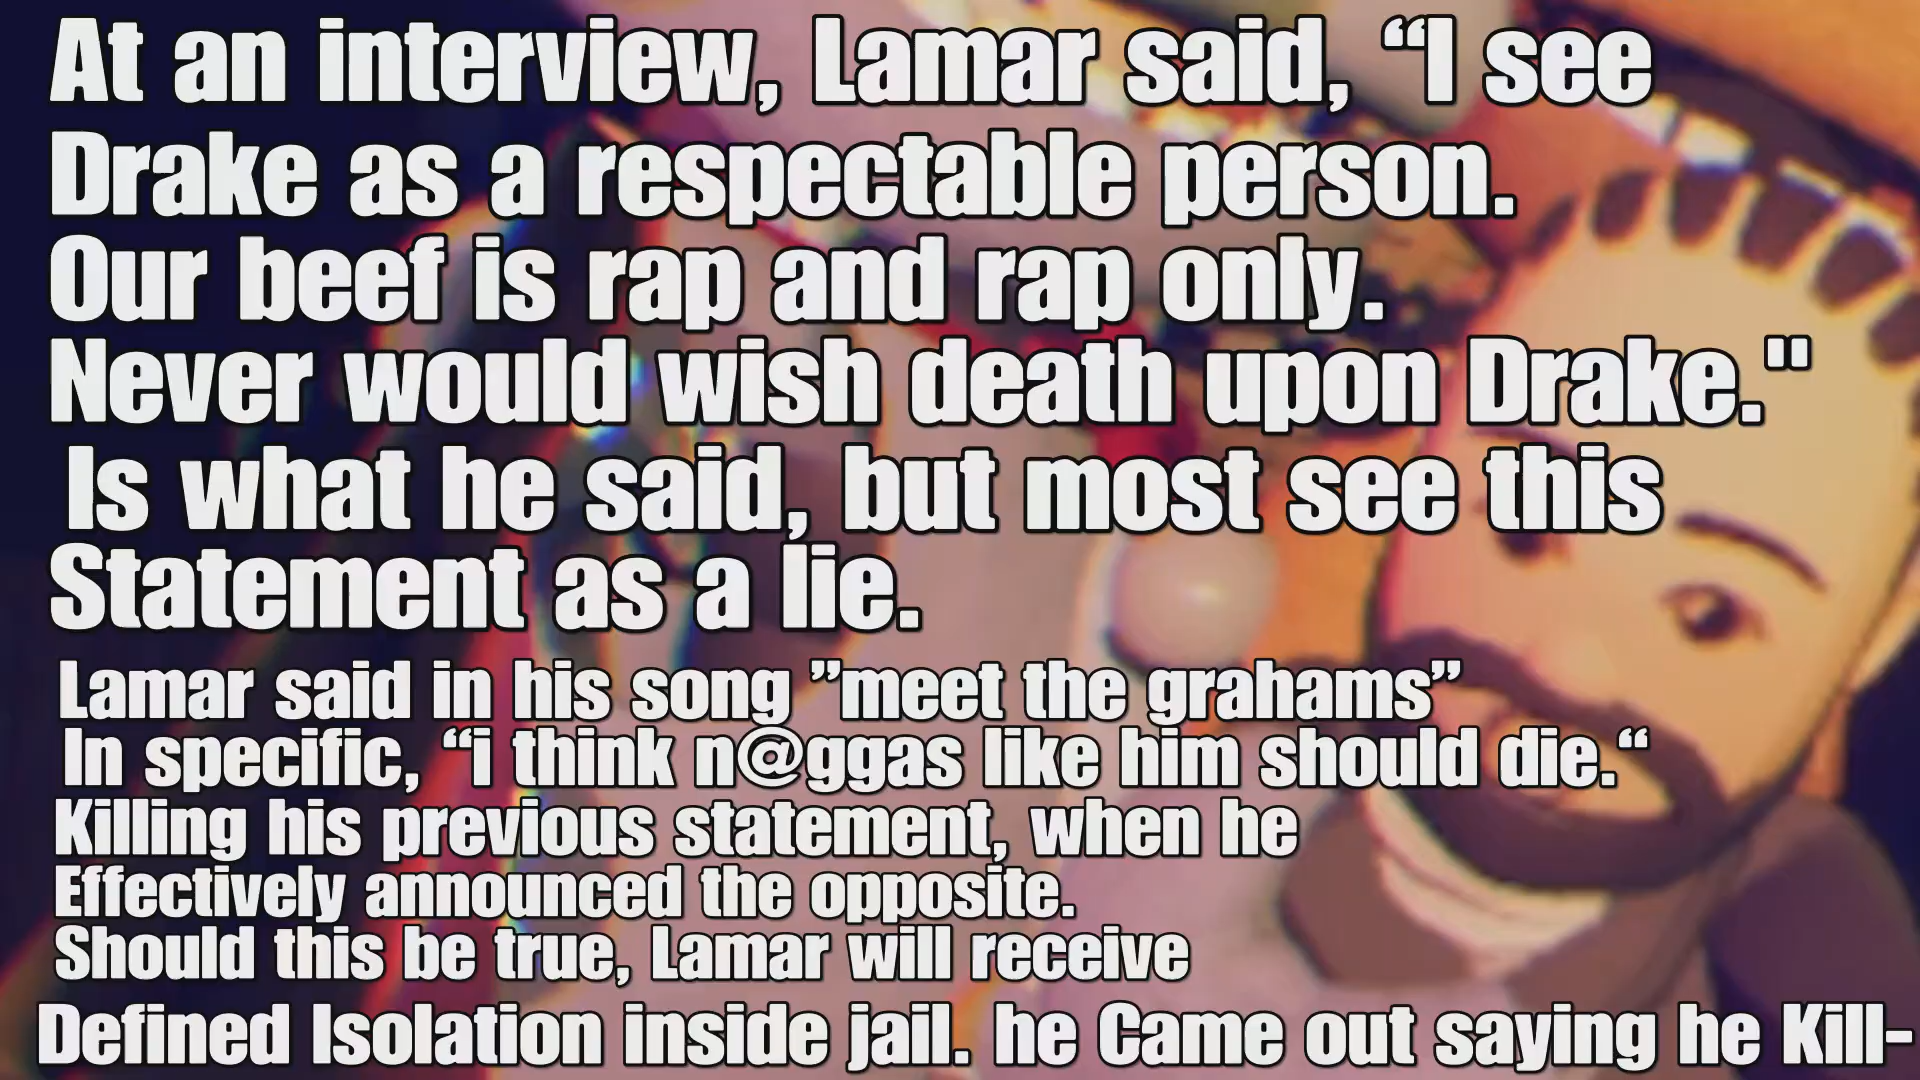 At an interview, Lamar said, “I see
Drake as a respectable person.
Our beef is rap and rap only.
Never would wish death upon Drake."
Is what he said, but most see this
Statement as a lie.
Lamar said in his song ”meet the grahams”
In specific, “i think n@ggas like him should die.“
Killing his previous statement, when he
Effectively announced the opposite.
Should this be true, Lamar will receive
Defined Isolation inside jail. he Came out saying he Kill-